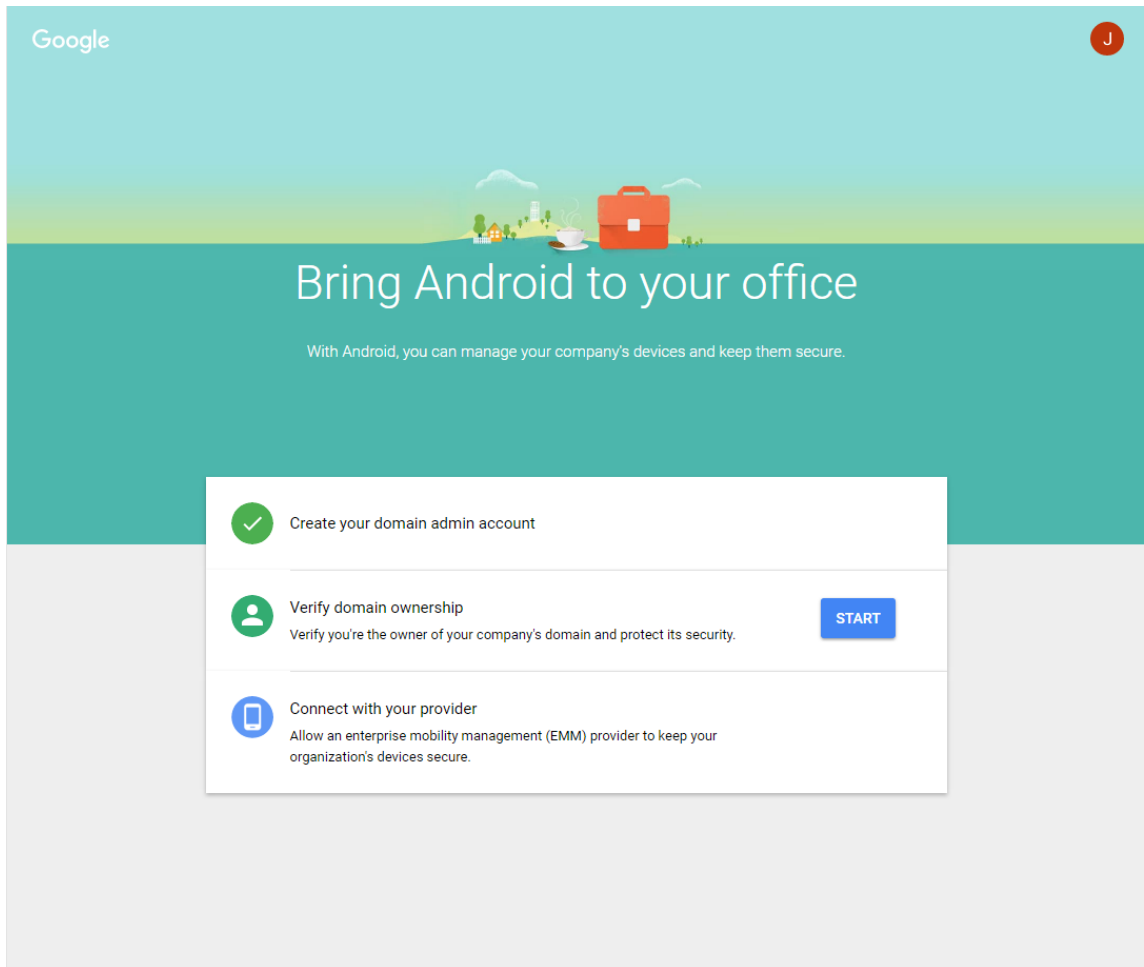 Google
J
Bring Android to your office
With Android, you can manage your company's devices and keep them secure.
Create your domain admin account
Verify domain ownership
Verify you're the owner of your company's domain and protect its security.
START
Connect with your provider
Allow an enterprise mobility management (EMM) provider to keep your
organization's devices secure.